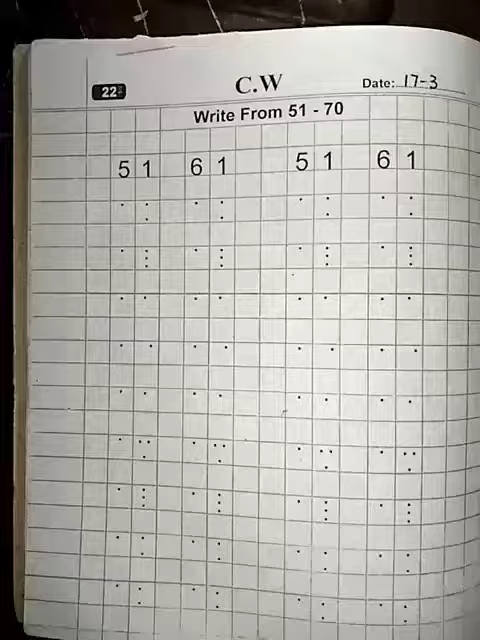 22
C.W
Date: 17-3
Write From 51 - 70
51 61 51 61